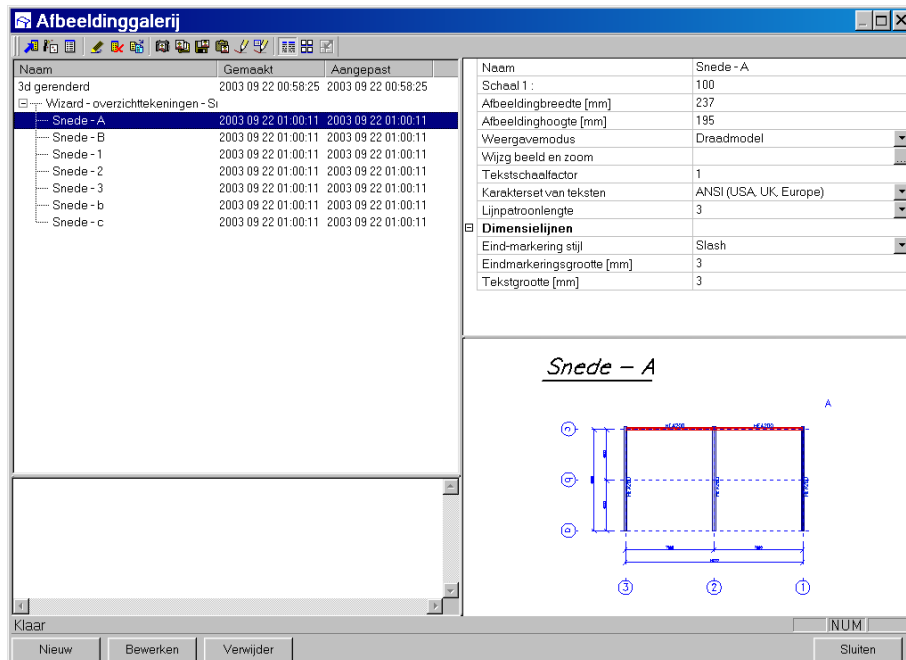 Afbeeldinggalerij
Naam Gemaakt Aangepast
3d gerenderd 2003 09 22 00:58:25 2003 09 22 00:58:25
Wizard - overzichttekeningen - Sn
Snede - A 2003 09 22 01:00:11 2003 09 22 01:00:11
Snede - B 2003 09 22 01:00:11 2003 09 22 01:00:11
Snede - 1 2003 09 22 01:00:11 2003 09 22 01:00:11
Snede - 2 2003 09 22 01:00:11 2003 09 22 01:00:11
Snede - 3 2003 09 22 01:00:11 2003 09 22 01:00:11
Snede - b 2003 09 22 01:00:11 2003 09 22 01:00:11
Snede - c 2003 09 22 01:00:11 2003 09 22 01:00:11
Naam Snede - A
Schaal 1 : 100
Afbeeldingbreedte [mm] 237
Afbeeldinghoogte [mm] 195
Weergavemodus Draadmodel
Wijzg beeld en zoom ...
Tekstschaalfactor 1
Karakterset van teksten ANSI (USA, UK, Europe)
Lijnpatroonlengte 3
Dimensielijnen
Eind-markering stijl Slash
Eindmarkeringsgrootte [mm] 3
Tekstgrootte [mm] 3
Snede – A
A
3 2 1
Klaar NUM
Nieuw Bewerken Verwijder Sluiten